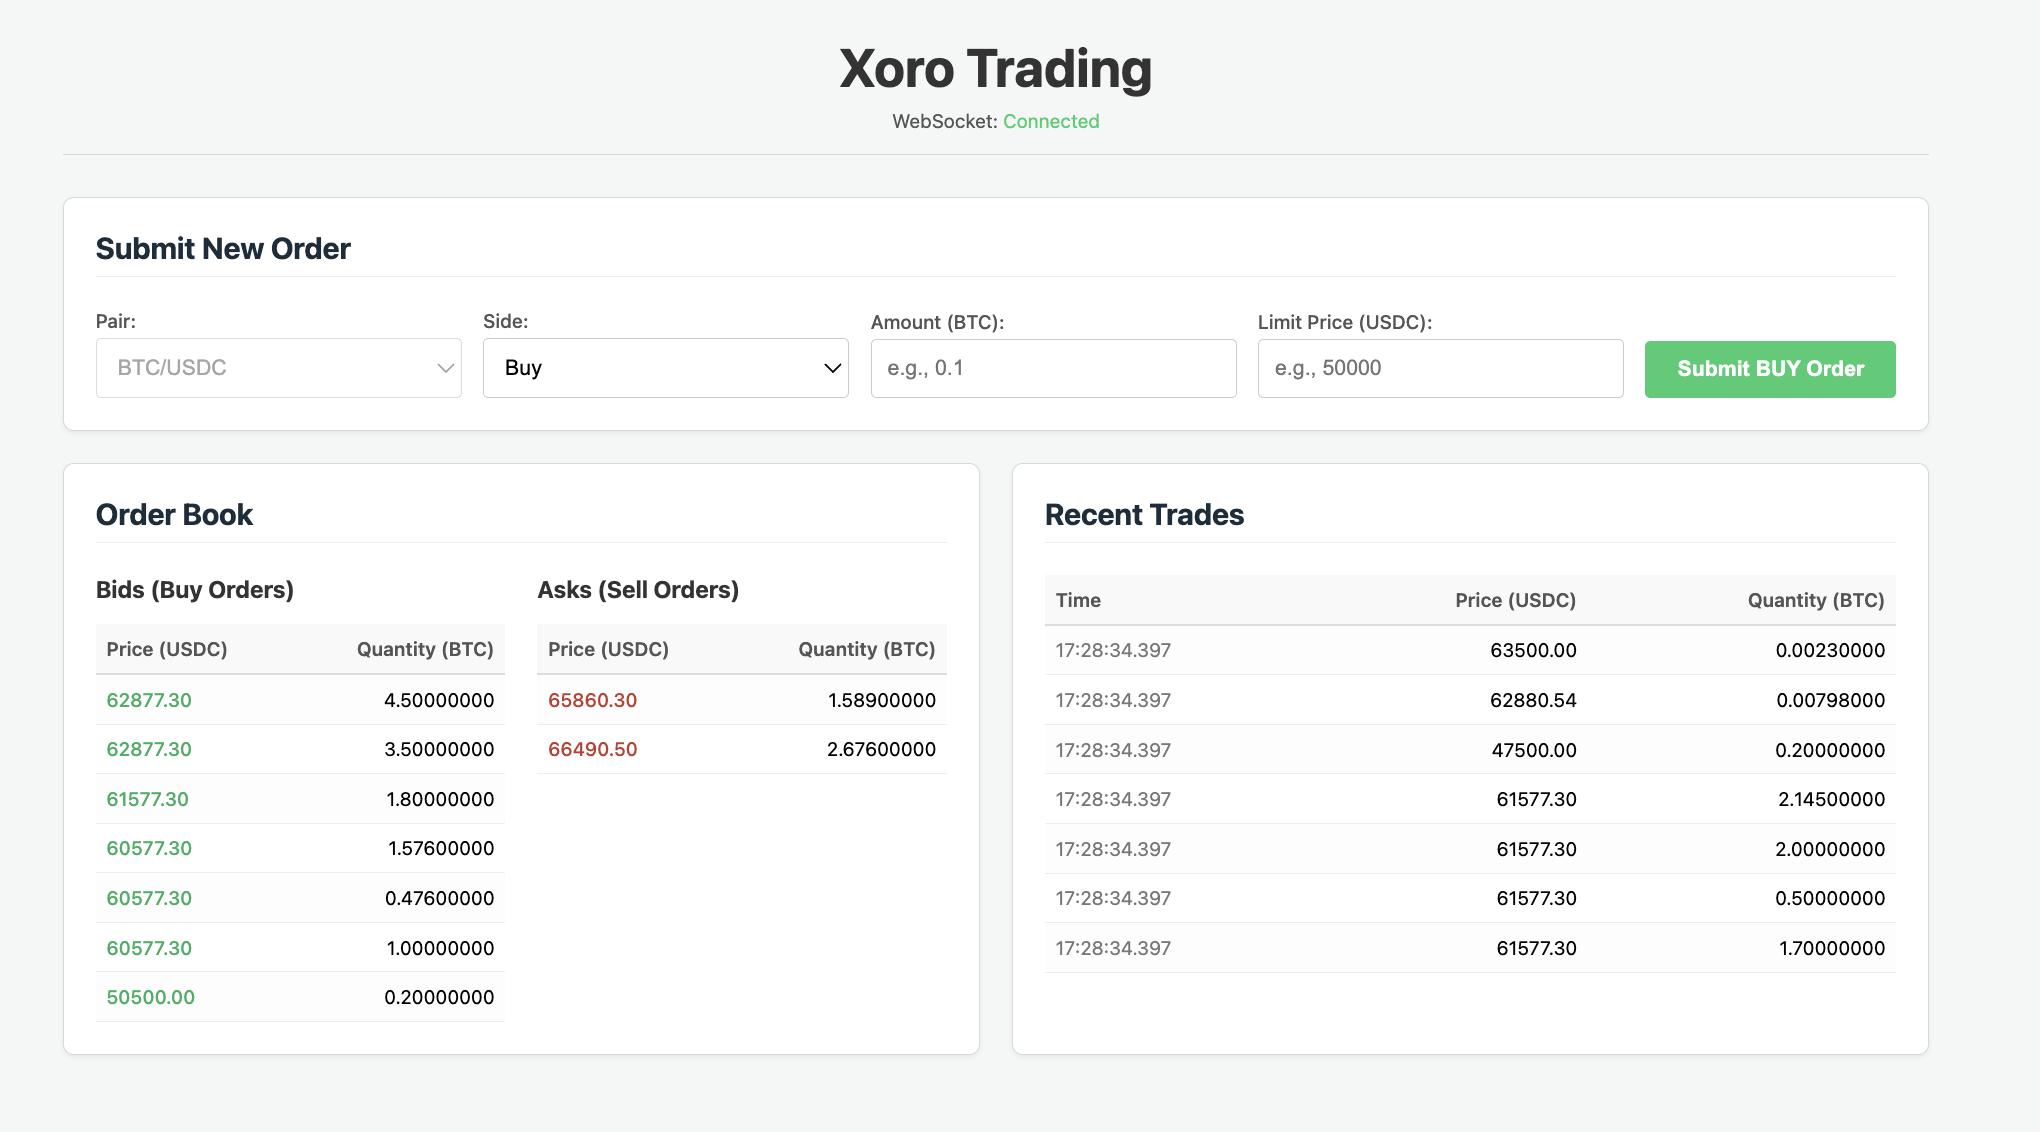 Xoro Trading
WebSocket: Connected
Submit New Order
Pair:
BTC/USDC
Side:
Buy
Amount (BTC):
e.g., 0.1
Limit Price (USDC):
e.g., 50000
Submit BUY Order
Order Book
Bids (Buy Orders)
Price (USDC) Quantity (BTC)
62877.30 4.50000000
62877.30 3.50000000
61577.30 1.80000000
60577.30 1.57600000
60577.30 0.47600000
60577.30 1.00000000
50500.00 0.20000000
Asks (Sell Orders)
Price (USDC) Quantity (BTC)
65860.30 1.58900000
66490.50 2.67600000
Recent Trades
Time Price (USDC) Quantity (BTC)
17:28:34.397 63500.00 0.00230000
17:28:34.397 62880.54 0.00798000
17:28:34.397 47500.00 0.20000000
17:28:34.397 61577.30 2.14500000
17:28:34.397 61577.30 2.00000000
17:28:34.397 61577.30 0.50000000
17:28:34.397 61577.30 1.70000000